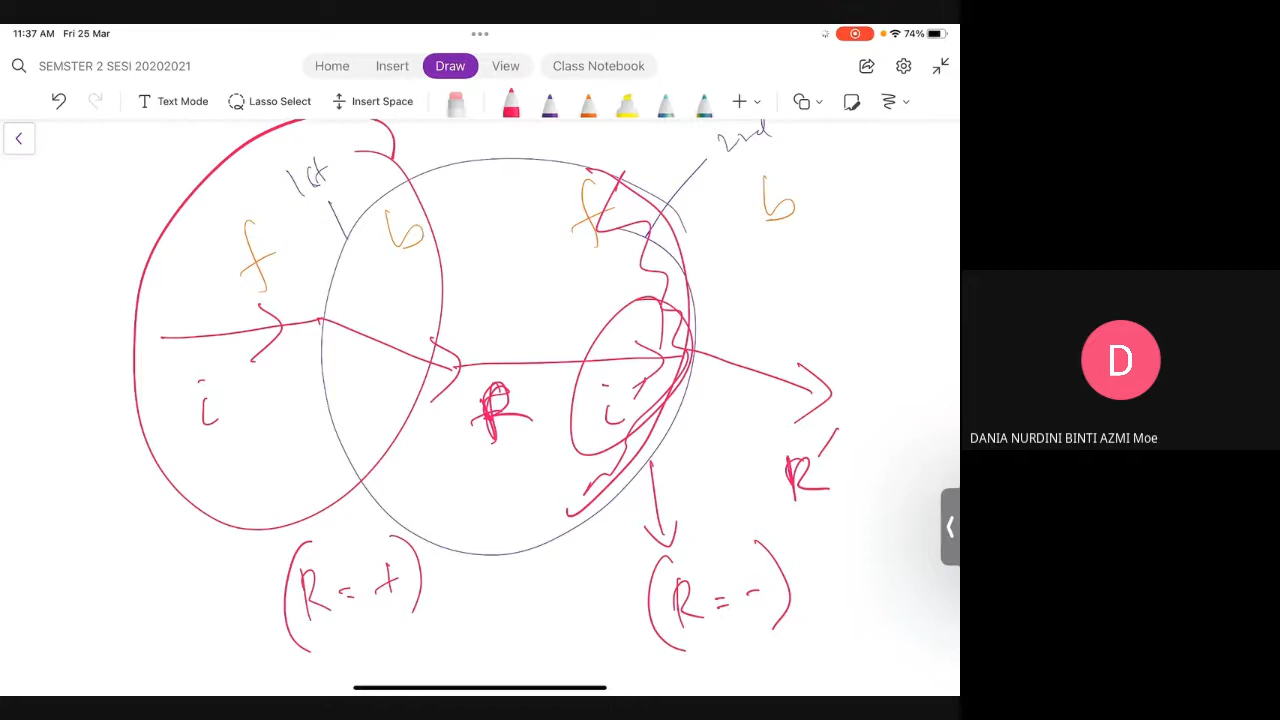 11:37 AM Fri 25 Mar
74%
SEMSTER 2 SESI 20202021
Home Insert Draw View Class Notebook
Text Mode Lasso Select Insert Space
2nd
1st
f b f b
i R i R'
(R = +) (R = -)
D
DANIA NURDINI BINTI AZMI Moe